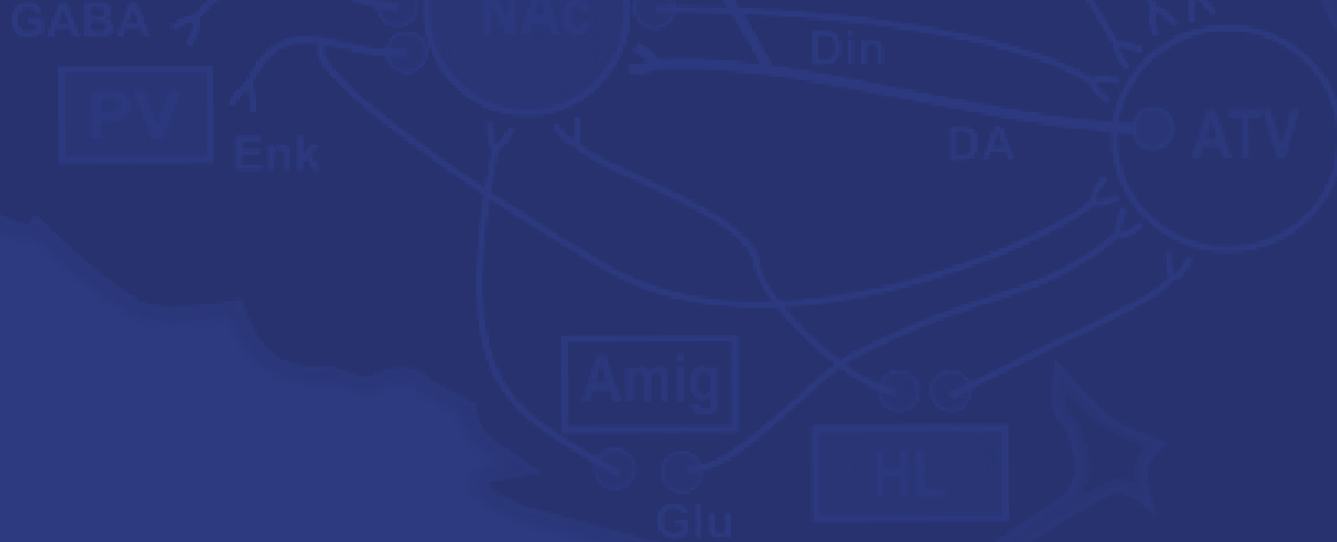 GABA
NAc
Din
PV
Enk
DA
ATV
Amig
HL
Glu